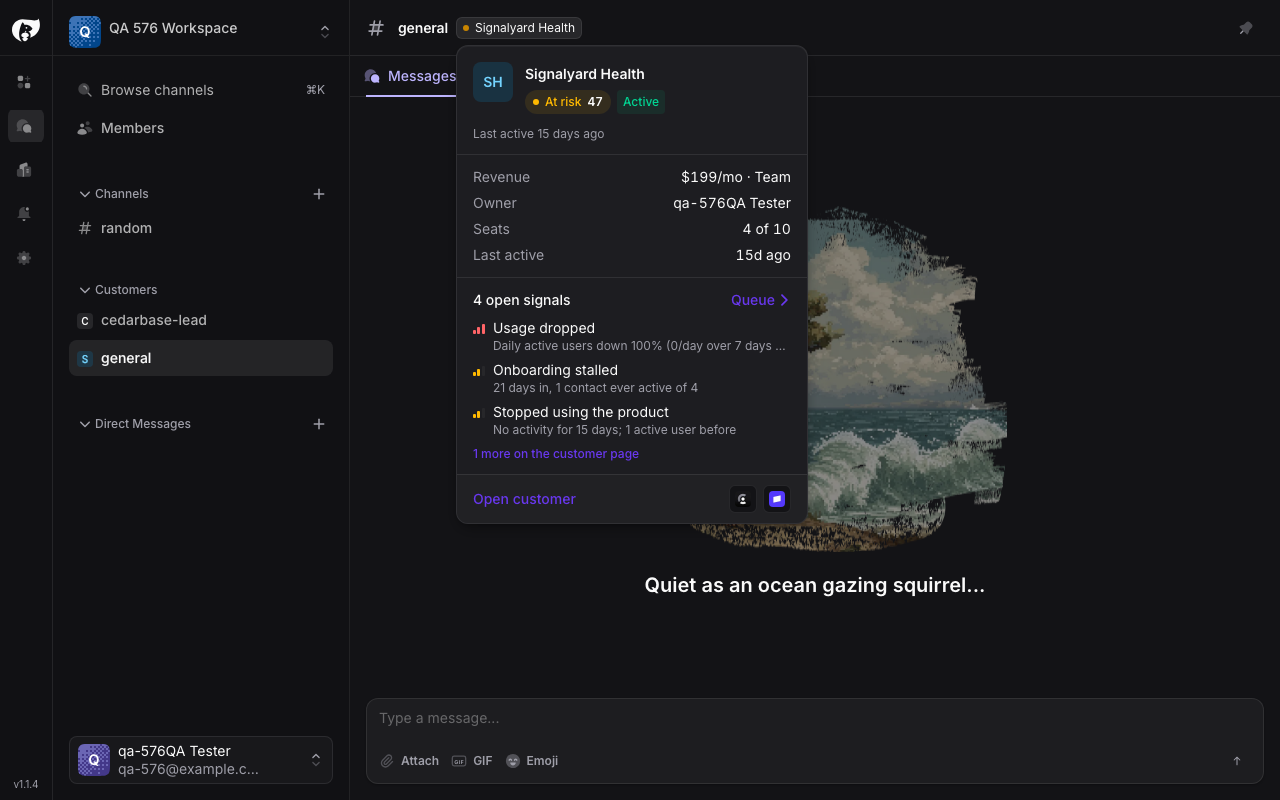 Q
QA 576 Workspace
Browse channels
⌘K
Members
Channels
random
Customers
C
cedarbase-lead
S
general
Direct Messages
Q
qa-576QA Tester
qa-576@example.c...
v1.1.4
general
Signalyard Health
Messages
SH
Signalyard Health
At risk 47
Active
Last active 15 days ago
Revenue
$199/mo · Team
Owner
qa-576QA Tester
Seats
4 of 10
Last active
15d ago
4 open signals
Queue
Usage dropped
Daily active users down 100% (0/day over 7 days ...
Onboarding stalled
21 days in, 1 contact ever active of 4
Stopped using the product
No activity for 15 days; 1 active user before
1 more on the customer page
Open customer
Quiet as an ocean gazing squirrel...
Type a message...
Attach
GIF
GIF
Emoji